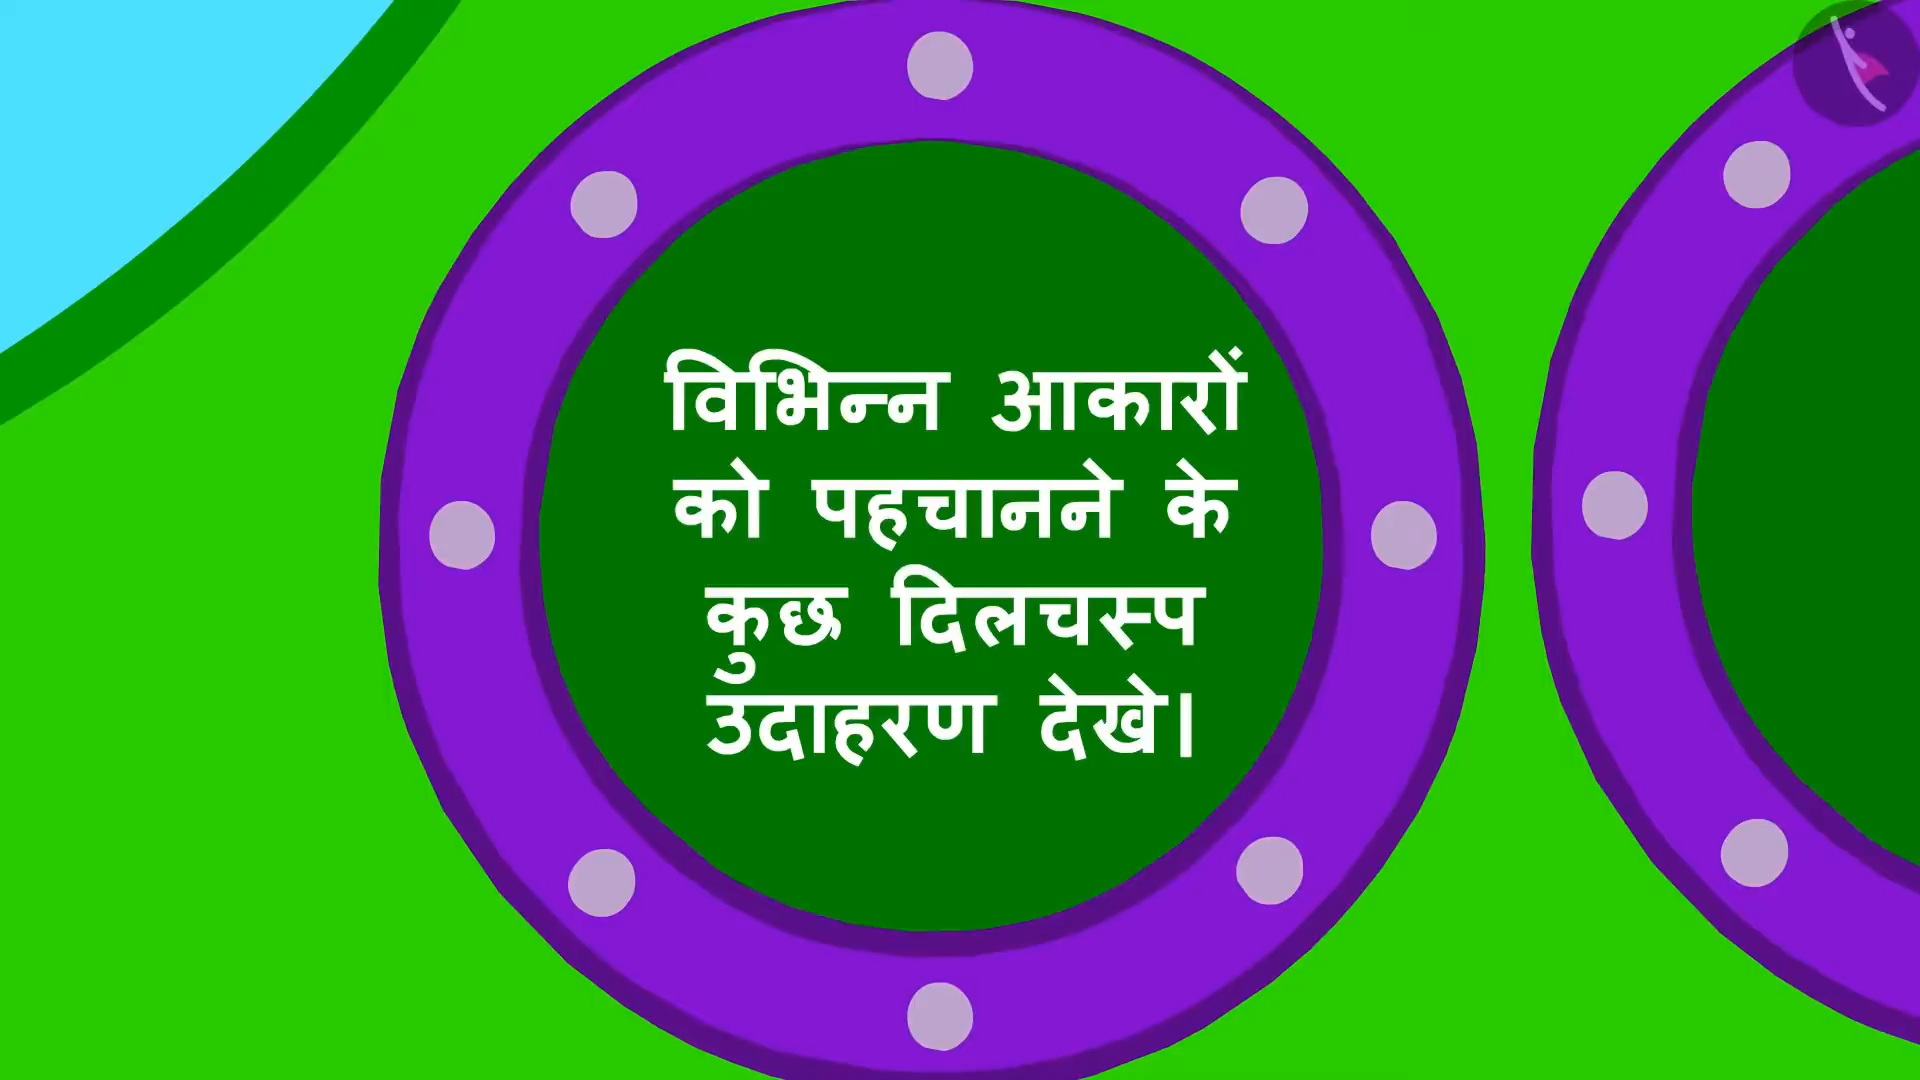 विभिन्न आकारों
को पहचानने के
कुछ दिलचस्प
उदाहरण देखे।